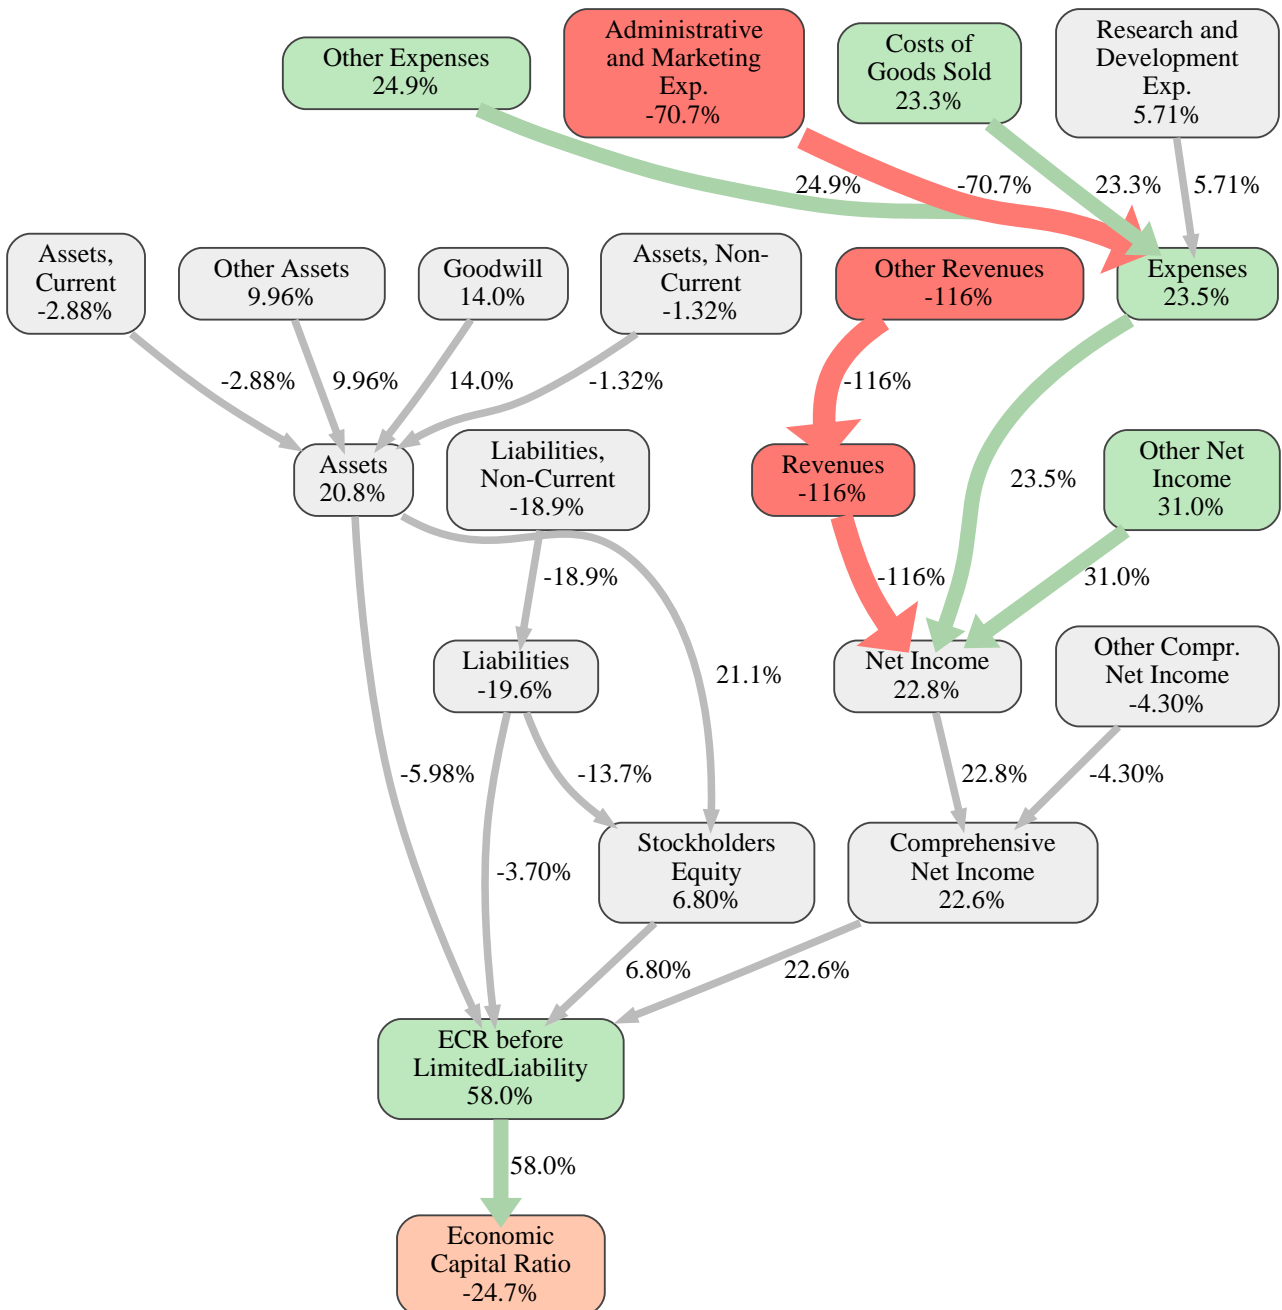 Other Expenses
24.9%
Administrative
and Marketing
Exp.
-70.7%
Costs of
Goods Sold
23.3%
Research and
Development
Exp.
5.71%
24.9%
-70.7%
23.3%
5.71%
Assets,
Current
-2.88%
Other Assets
9.96%
Goodwill
14.0%
Assets, Non-
Current
-1.32%
Other Revenues
-116%
Expenses
23.5%
-2.88%
9.96%
14.0%
-1.32%
-116%
Assets
20.8%
Liabilities,
Non-Current
-18.9%
Revenues
-116%
23.5%
Other Net
Income
31.0%
-18.9%
-116%
31.0%
Liabilities
-19.6%
21.1%
Net Income
22.8%
Other Compr.
Net Income
-4.30%
-5.98%
-13.7%
22.8%
-4.30%
-3.70%
Stockholders
Equity
6.80%
Comprehensive
Net Income
22.6%
6.80%
22.6%
ECR before
LimitedLiability
58.0%
58.0%
Economic
Capital Ratio
-24.7%